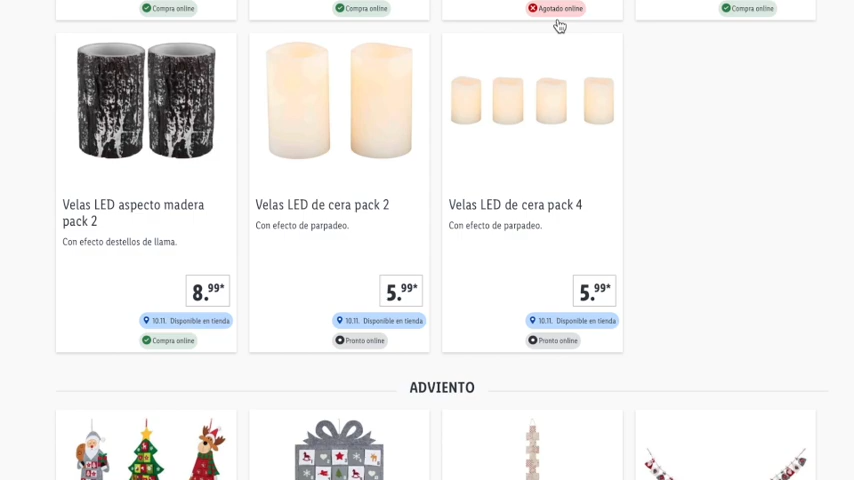 Compra online
Compra online
Agotado online
Compra online
Velas LED aspecto madera
pack 2
Con efecto destellos de llama.
8.99*
10.11. Disponible en tienda
Compra online
Velas LED de cera pack 2
Con efecto de parpadeo.
5.99*
10.11. Disponible en tienda
Pronto online
Velas LED de cera pack 4
Con efecto de parpadeo.
5.99*
10.11. Disponible en tienda
Pronto online
ADVIENTO